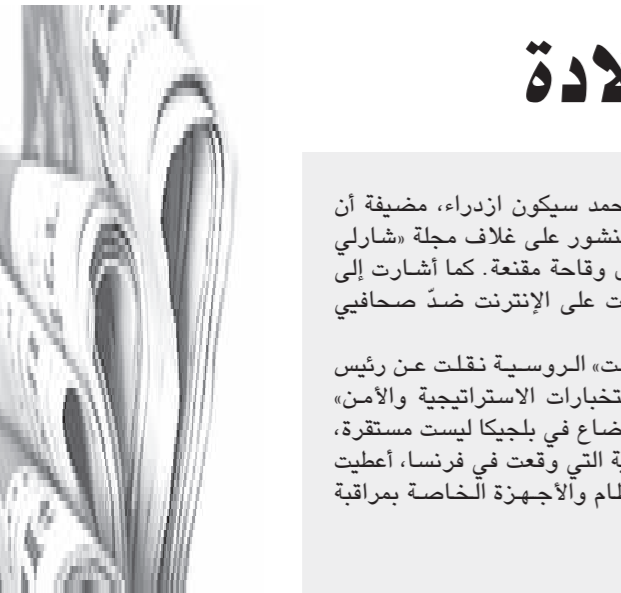 لادة
حمد سيكون ازدراء، مضيفة أن
نشور على غلاف مجلة «شارلي
وقاحة مقنعة. كما أشارت إلى
ت على الإنترنت ضدّ صحافيي
ت» الروسية نقلت عن رئيس
تخبارات الاستراتيجية والأمن»
ضاع في بلجيكا ليست مستقرة،
ية التي وقعت في فرنسا، أعطيت
ظام والأجهزة الخاصة بمراقبة